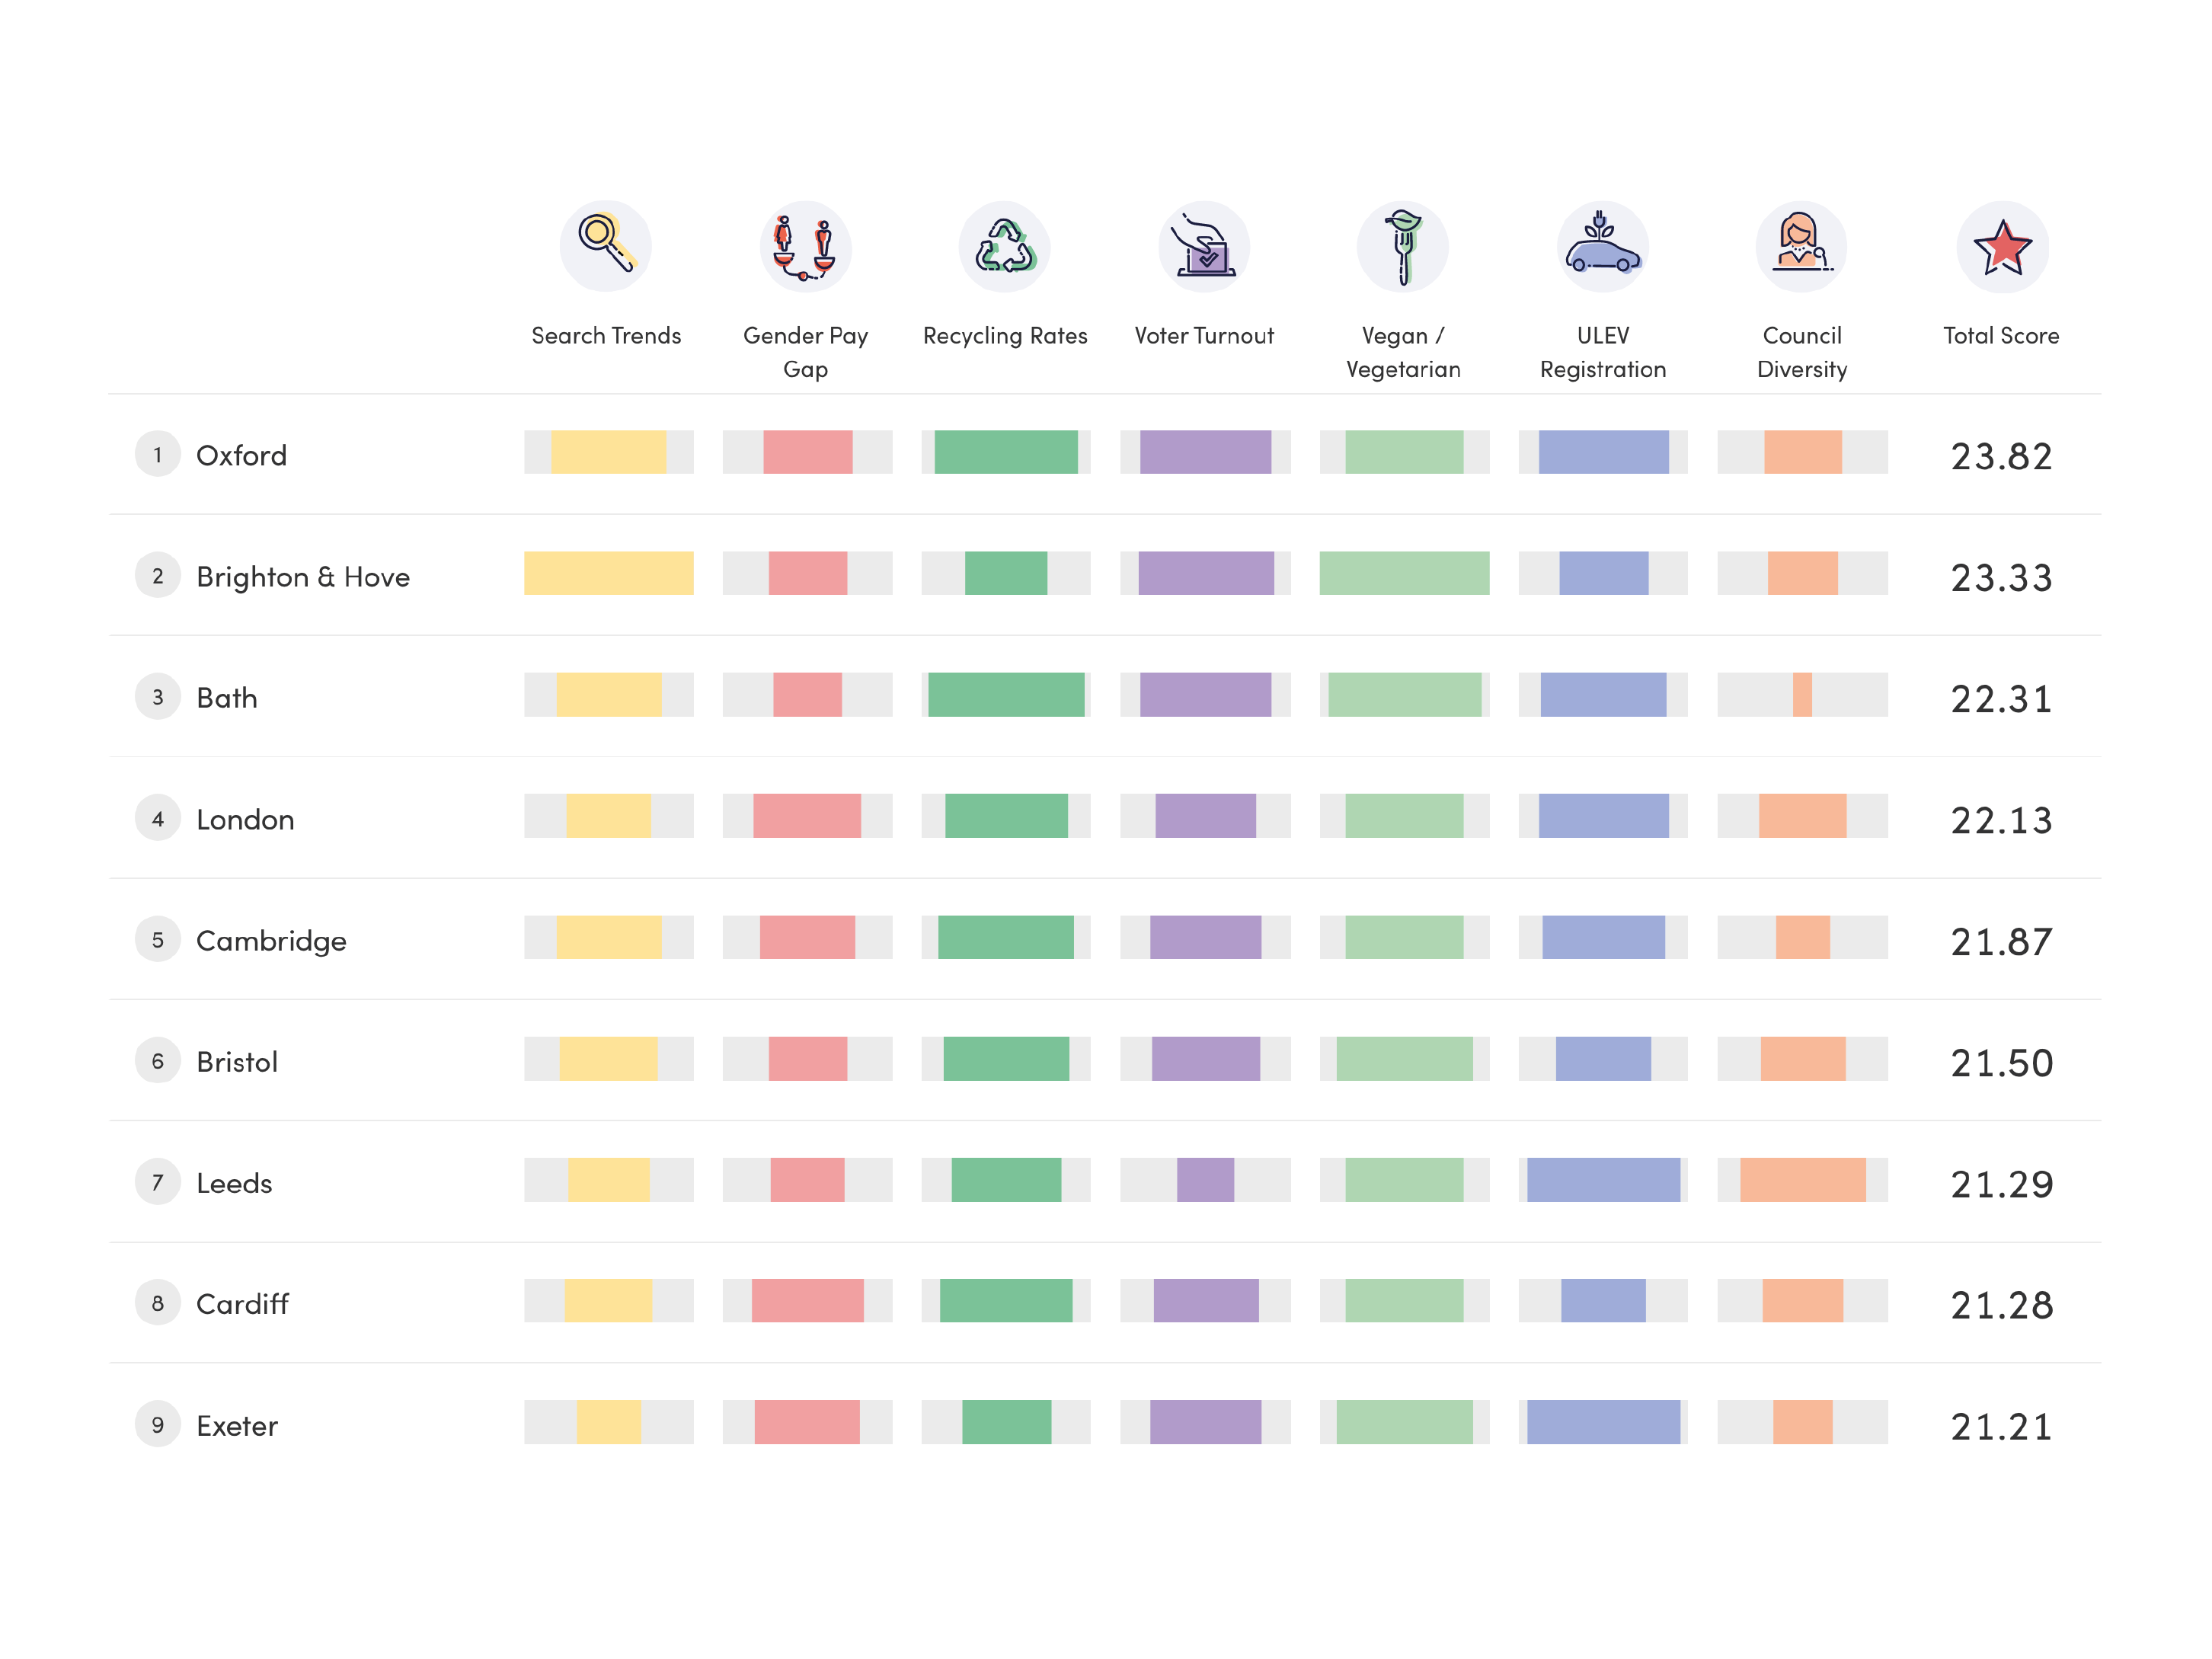 Search Trends
Gender Pay
Gap
Recycling Rates
Voter Turnout
Vegan /
Vegetarian
ULEV
Registration
Council
Diversity
Total Score
1 Oxford 23.82
2 Brighton & Hove 23.33
3 Bath 22.31
4 London 22.13
5 Cambridge 21.87
6 Bristol 21.50
7 Leeds 21.29
8 Cardiff 21.28
9 Exeter 21.21